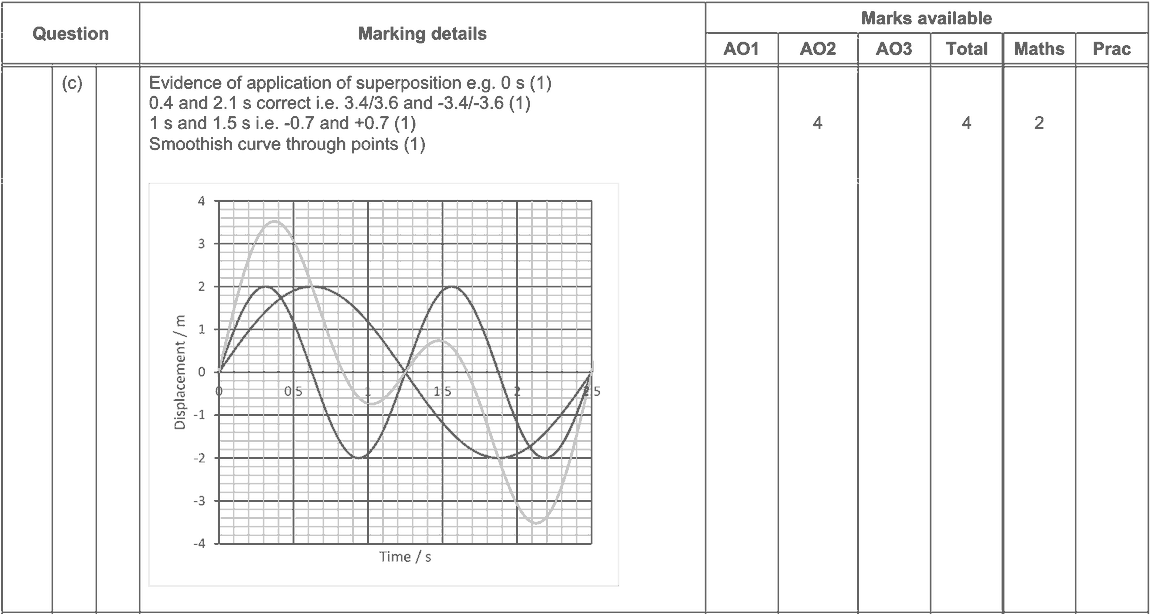 Question Marking details Marks available
AO1 AO2 AO3 Total Maths Prac
(c) Evidence of application of superposition e.g. 0 s (1)
0.4 and 2.1 s correct i.e. 3.4/3.6 and -3.4/-3.6 (1)
1 s and 1.5 s i.e. -0.7 and +0.7 (1) 4 4 2
Smoothish curve through points (1)
4
3
2
1
0
0 0.5 1 1.5 2 2.5
-1
-2
-3
-4
Displacement / m
Time / s